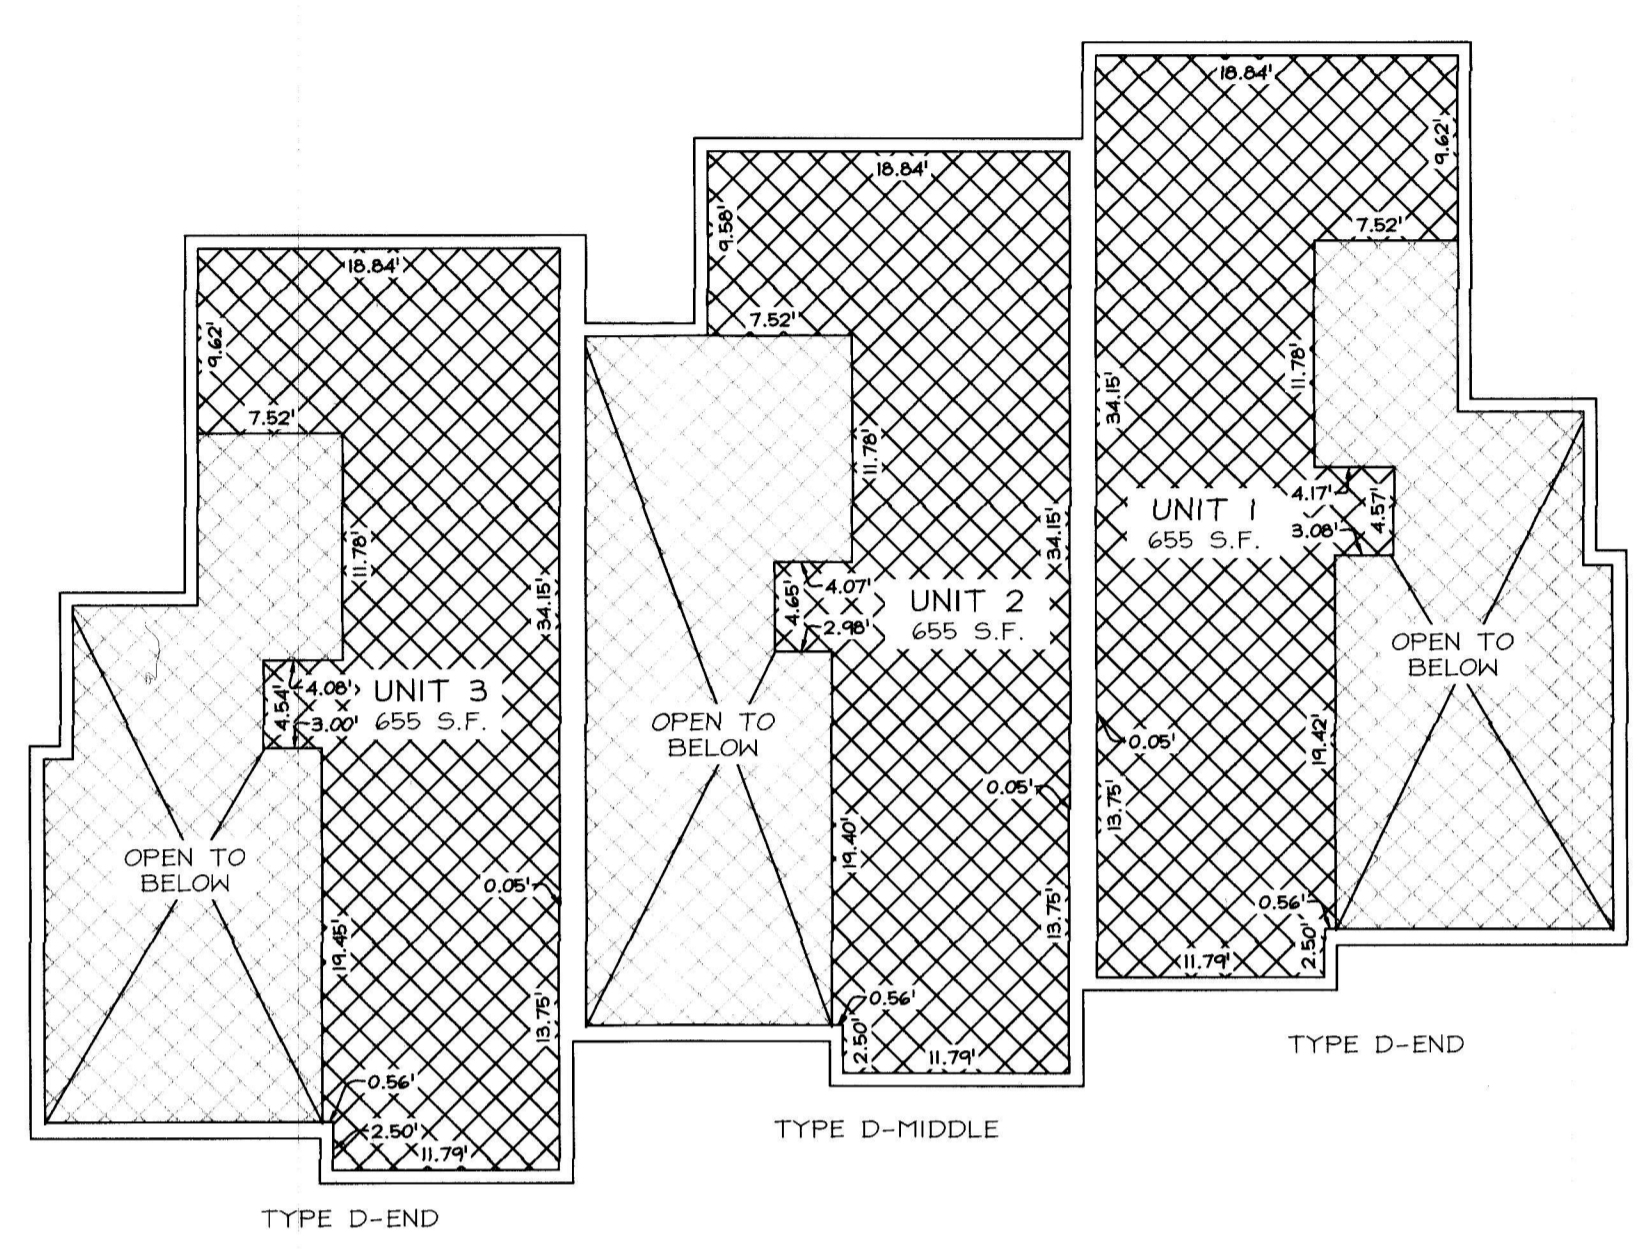 18.84'
9.62'
7.52'
11.78'
34.15'
4.54'
4.08'
3.00'
UNIT 3
655 S.F.
OPEN TO
BELOW
0.05'
19.45'
13.75'
0.56'
2.50'
11.79'
TYPE D-END
18.84'
9.58'
7.52'
11.78'
34.15'
4.65'
4.07'
2.98'
UNIT 2
655 S.F.
OPEN TO
BELOW
0.05'
19.40'
13.75'
0.56'
2.50'
11.79'
TYPE D-MIDDLE
18.84'
9.62'
7.52'
11.78'
34.15'
4.17'
4.57'
3.08'
UNIT 1
655 S.F.
OPEN TO
BELOW
0.05'
19.42'
13.75'
0.56'
2.50'
11.79'
TYPE D-END